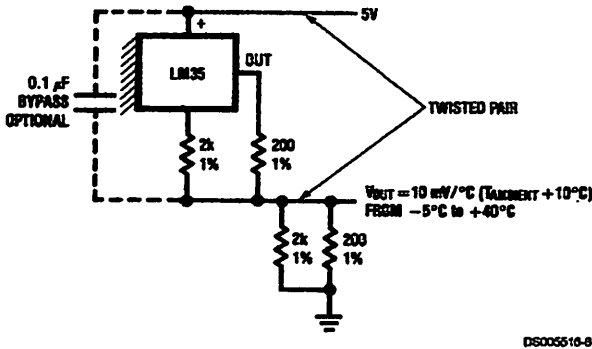 5V
+
OUT
LM35
0.1 µF
BYPASS
OPTIONAL
TWISTED PAIR
2k
1%
200
1%
VOUT = 10 mV/°C (TAMBIENT + 10°C)
FROM −5°C to +40°C
2k
1%
200
1%
DS005516-6